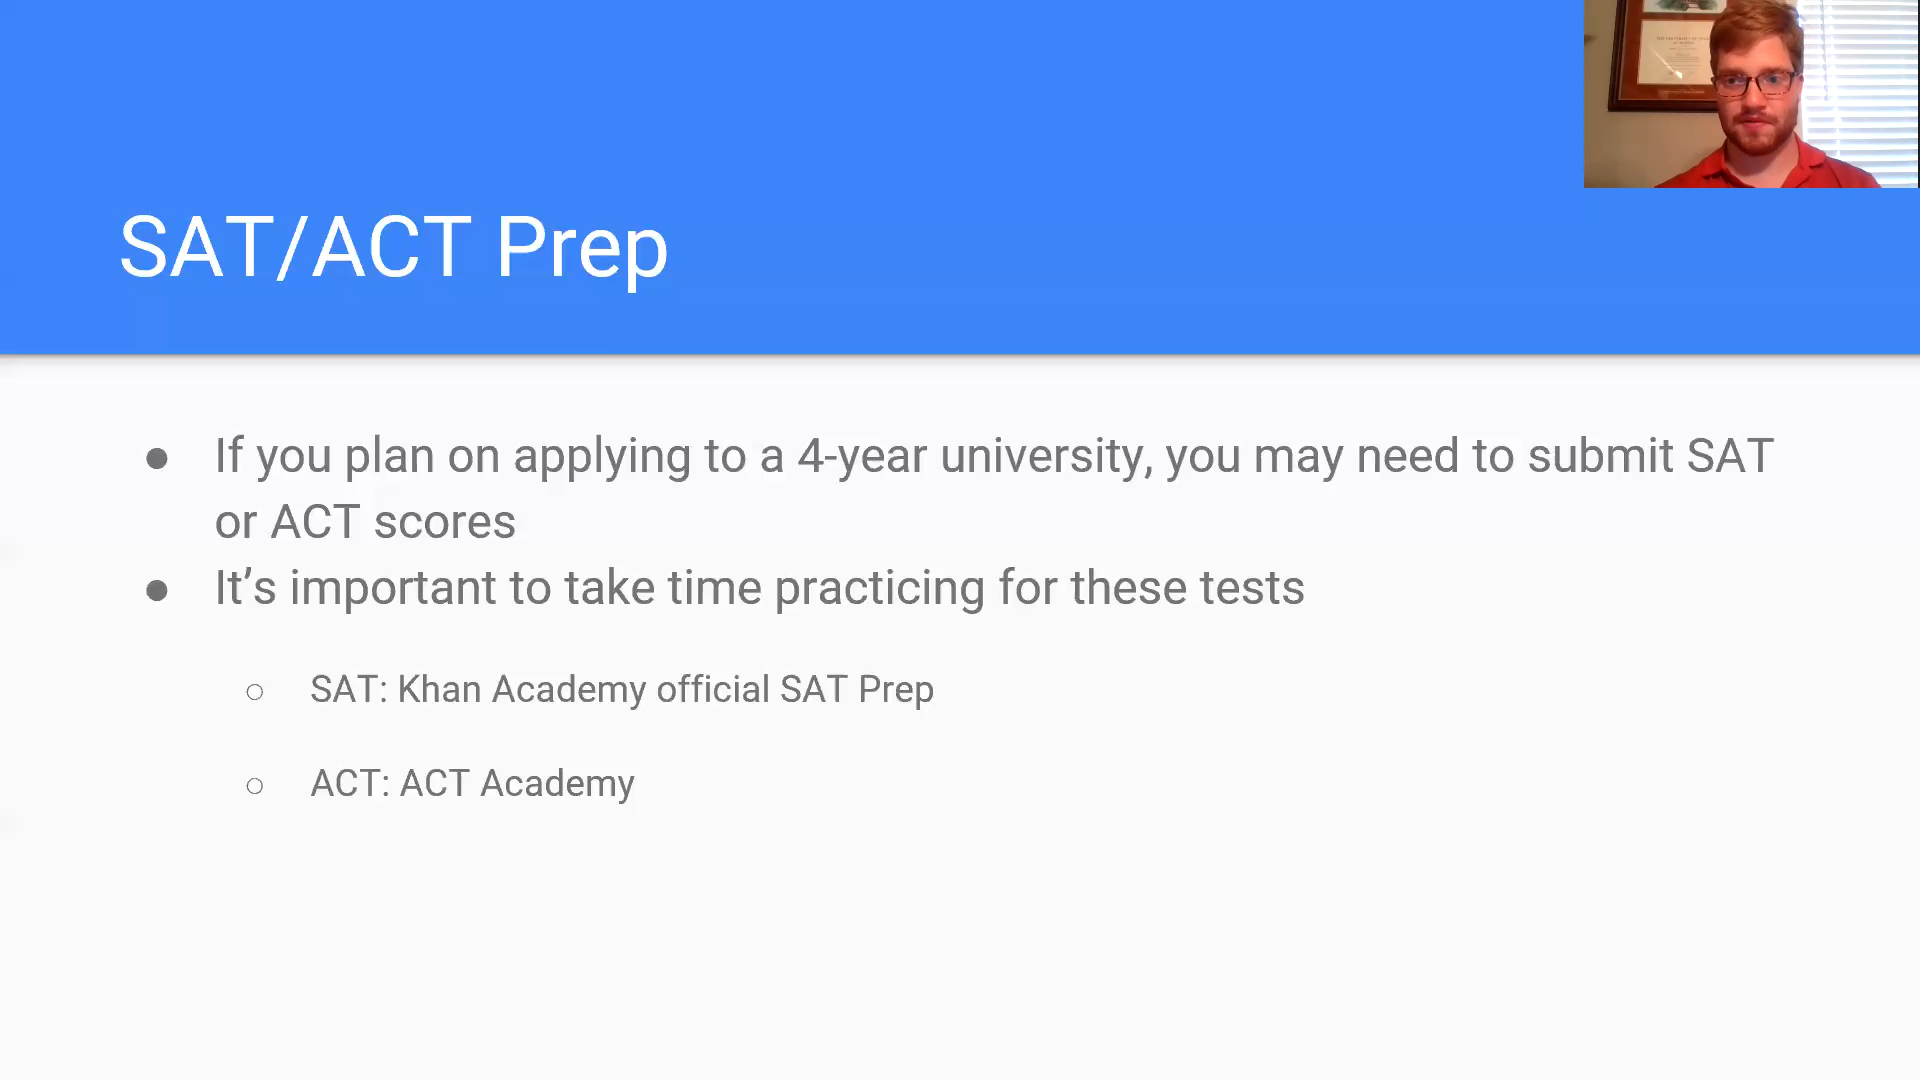 SAT/ACT Prep
● If you plan on applying to a 4-year university, you may need to submit SAT
or ACT scores
● It’s important to take time practicing for these tests
○ SAT: Khan Academy official SAT Prep
○ ACT: ACT Academy